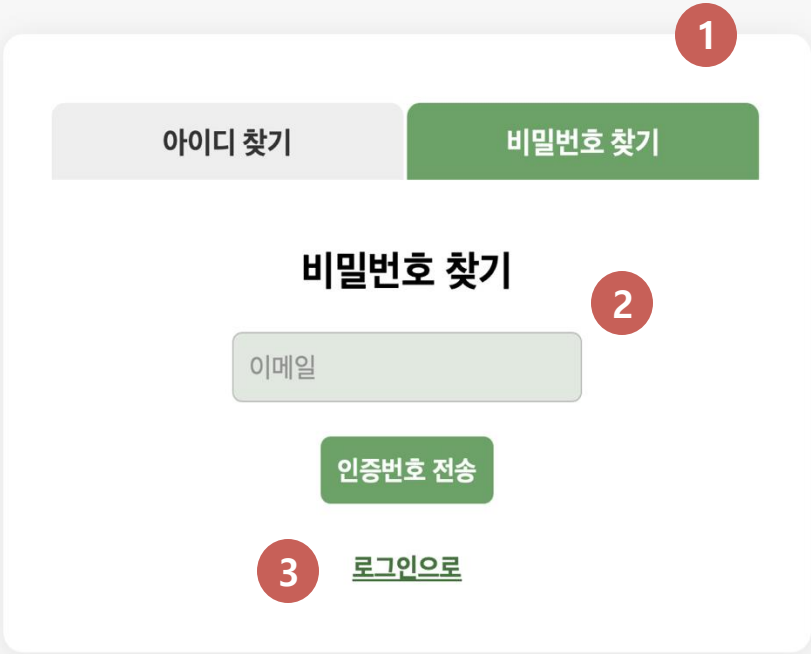 1
아이디 찾기
비밀번호 찾기
비밀번호 찾기
2
이메일
인증번호 전송
3
로그인으로